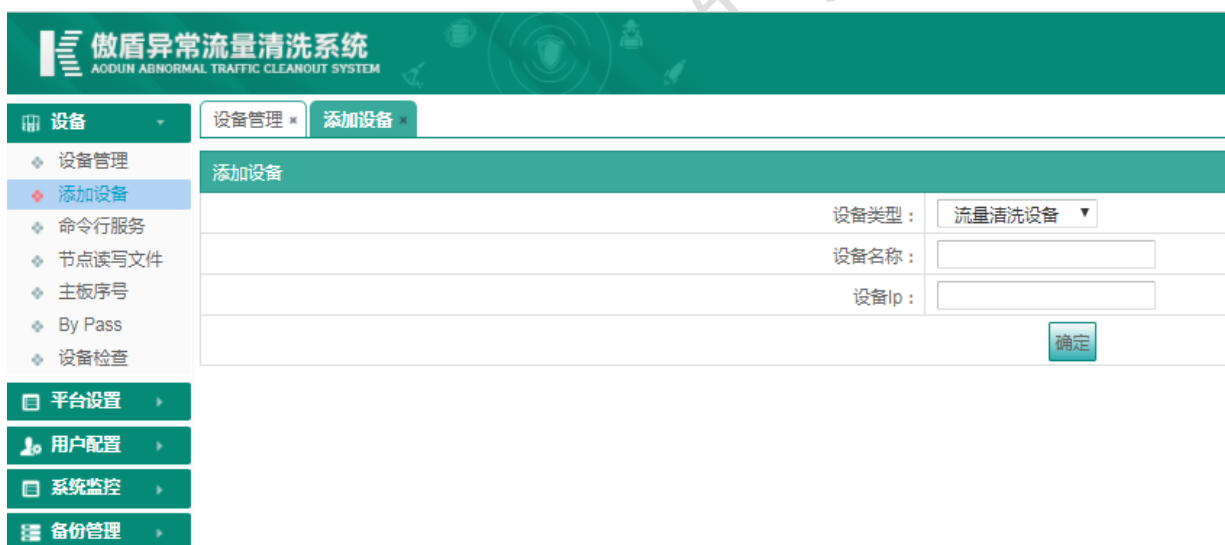 傲盾异常流量清洗系统
AODUN ABNORMAL TRAFFIC CLEANOUT SYSTEM
设备
设备管理 × 添加设备 ×
设备管理
添加设备
命令行服务
节点读写文件
主板序号
By Pass
设备检查
平台设置
用户配置
系统监控
备份管理
添加设备
设备类型： 流量清洗设备
设备名称：
设备Ip：
确定